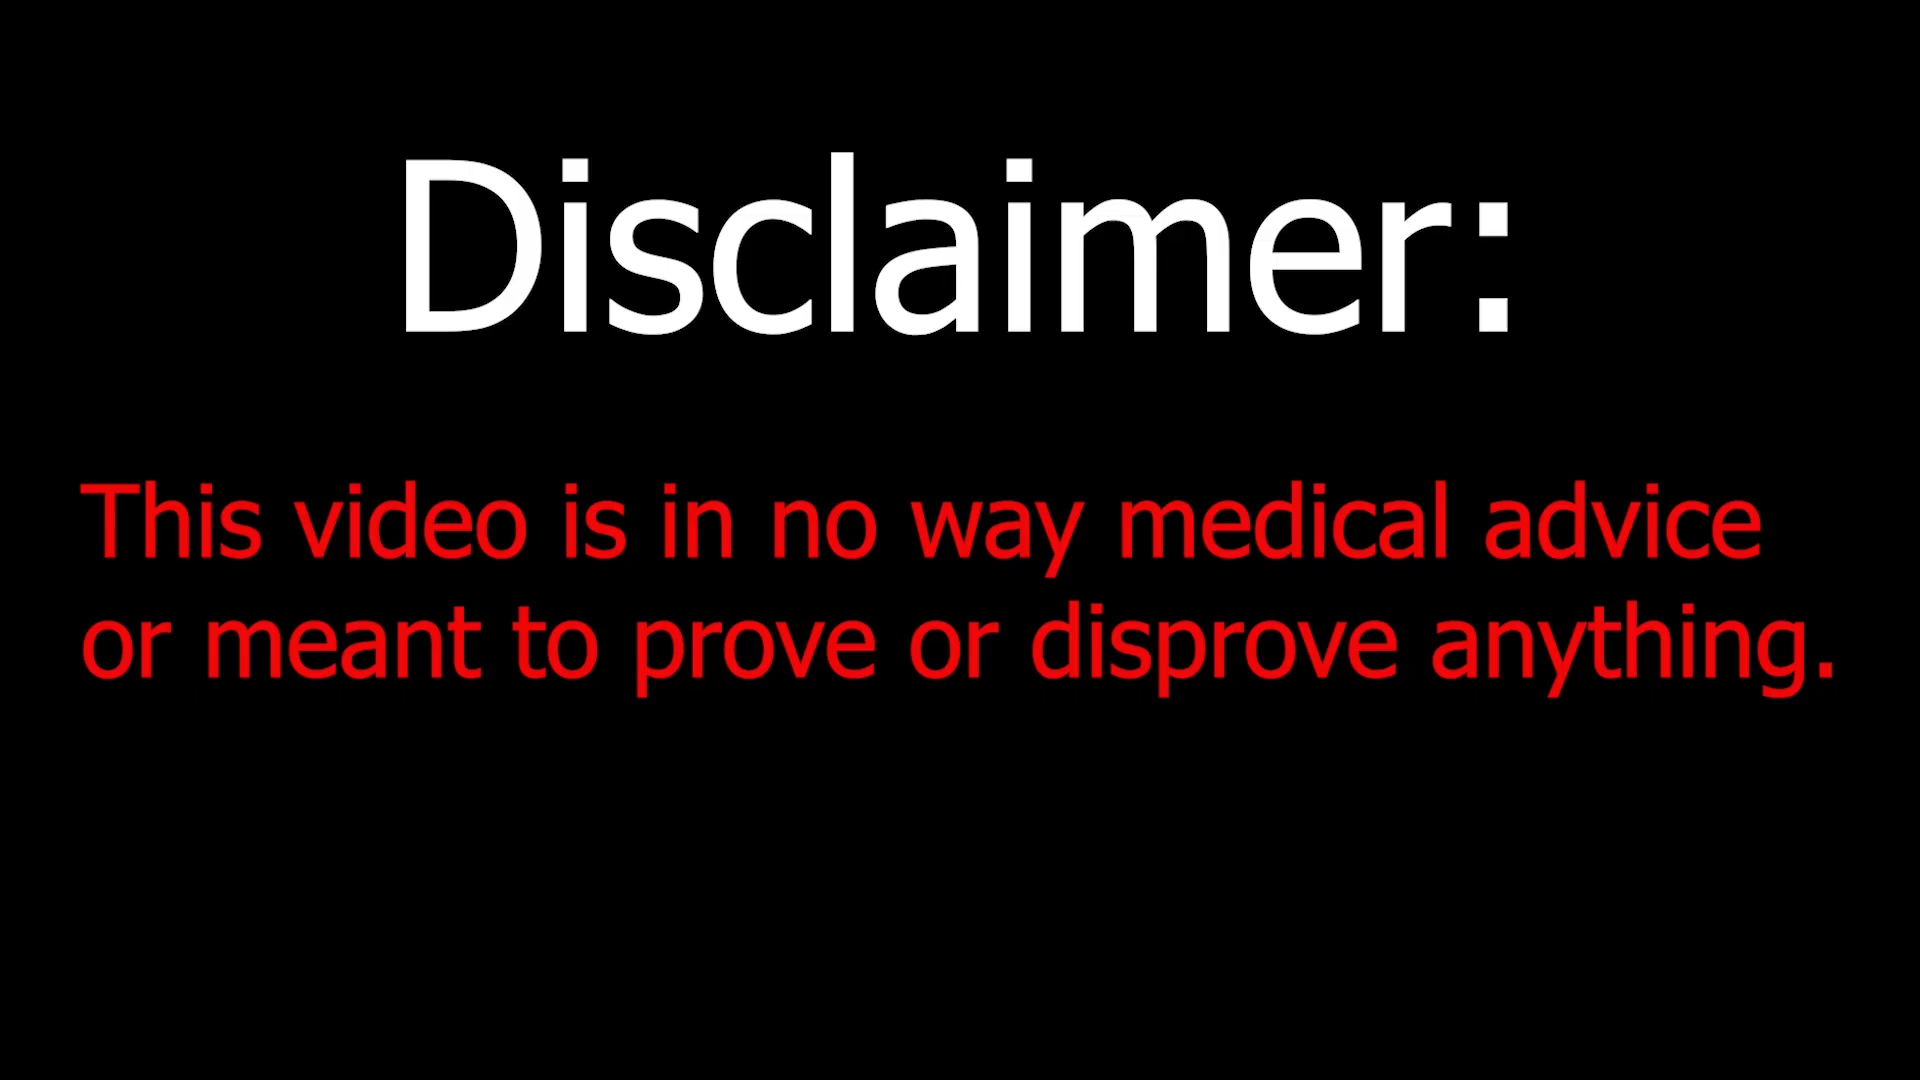 Disclaimer:
This video is in no way medical advice
or meant to prove or disprove anything.